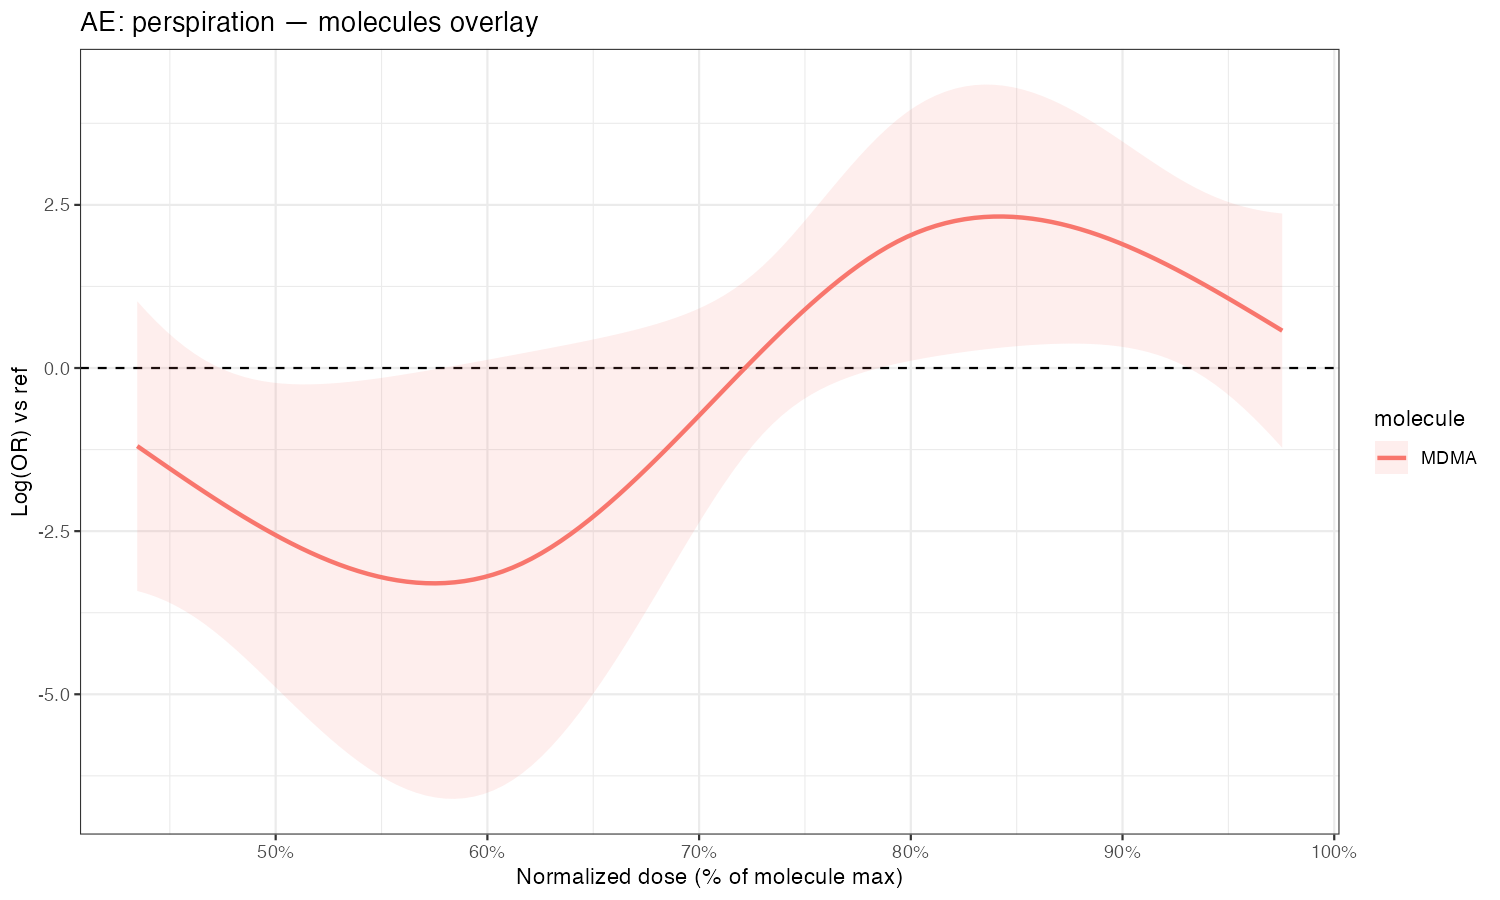 AE: perspiration — molecules overlay
Log(OR) vs ref
2.5
0.0
-2.5
-5.0
50%
60%
70%
80%
90%
100%
Normalized dose (% of molecule max)
molecule
MDMA